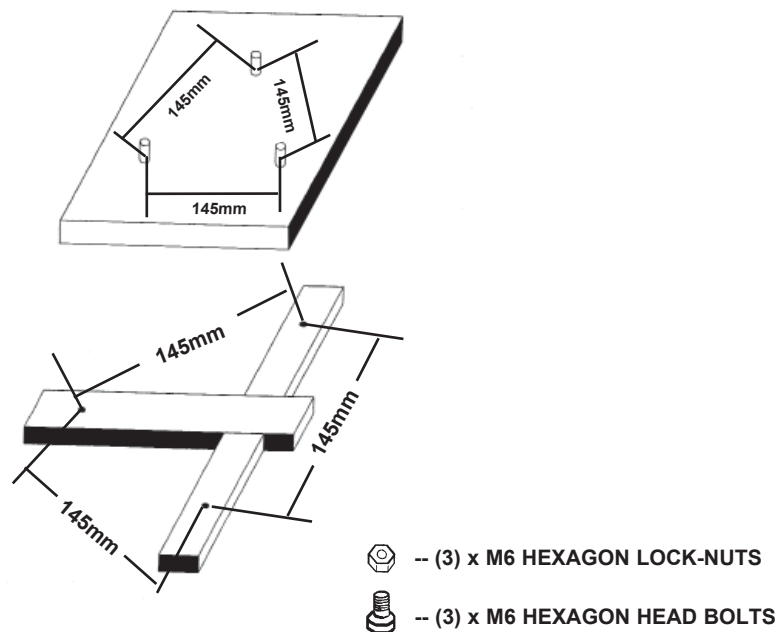 145mm
145mm
145mm
145mm
145mm
145mm
-- (3) x M6 HEXAGON LOCK-NUTS
-- (3) x M6 HEXAGON HEAD BOLTS